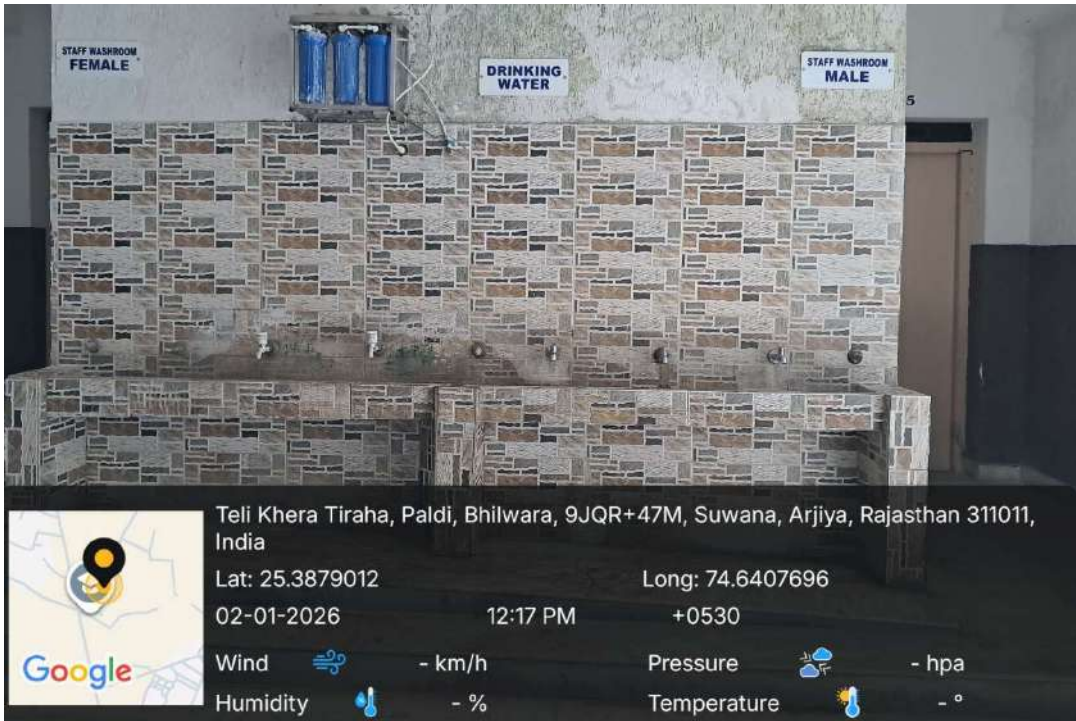 STAFF WASHROOM
FEMALE
DRINKING
WATER
STAFF WASHROOM
MALE
5
Teli Khera Tiraha, Paldi, Bhilwara, 9JQR+47M, Suwana, Arjiya, Rajasthan 311011,
India
Lat: 25.3879012
Long: 74.6407696
02-01-2026
12:17 PM
+0530
Wind
- km/h
Pressure
- hpa
Humidity
- %
Temperature
- °
Google